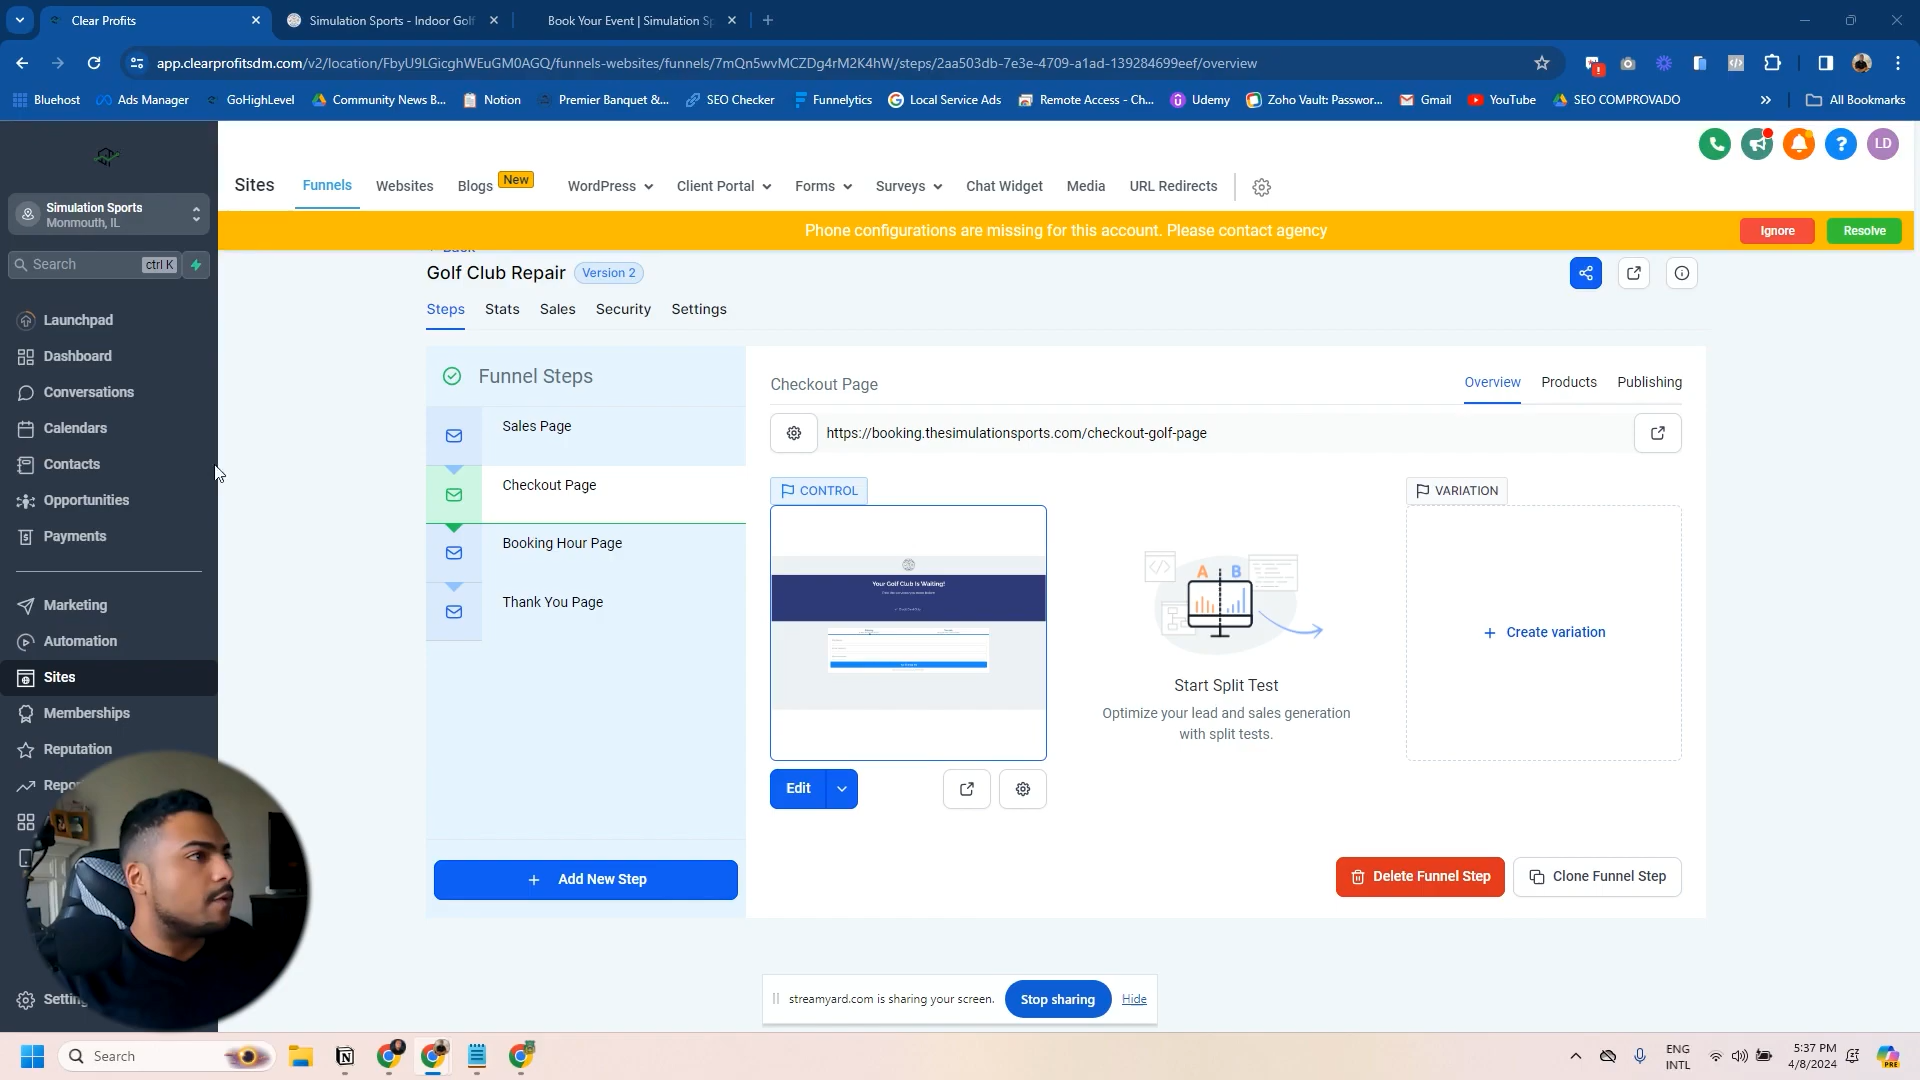 Clear Profits
Simulation Sports - Indoor Golf
Book Your Event | Simulation Sp
app.clearprofitsdm.com/v2/location/FbyU9LGicghWEuGM0AGQ/funnels-websites/funnels/7mQn5wvMCZDg4rM2K4hW/steps/2aa503db-7e3e-4709-a1ad-139284699eef/overview
Bluehost
Ads Manager
GoHighLevel
Community News B...
Notion
Premier Banquet &...
SEO Checker
Funnelytics
Local Service Ads
Remote Access - Ch...
Udemy
Zoho Vault: Passwor...
Gmail
YouTube
SEO COMPROVADO
All Bookmarks
LD
Sites
Funnels
Websites
Blogs
New
WordPress
Client Portal
Forms
Surveys
Chat Widget
Media
URL Redirects
Simulation Sports
Monmouth, IL
Phone configurations are missing for this account. Please contact agency
Ignore
Resolve
Search
ctrl K
Back
Golf Club Repair
Version 2
Steps
Stats
Sales
Security
Settings
Launchpad
Dashboard
Conversations
Calendars
Contacts
Opportunities
Payments
Marketing
Automation
Sites
Memberships
Reputation
Repo
Settin
Funnel Steps
Sales Page
Checkout Page
Booking Hour Page
Thank You Page
+ Add New Step
Checkout Page
Overview
Products
Publishing
https://booking.thesimulationsports.com/checkout-golf-page
CONTROL
VARIATION
Your Golf Club Is Waiting!
A B
+ Create variation
Start Split Test
Optimize your lead and sales generation
with split tests.
Edit
Delete Funnel Step
Clone Funnel Step
streamyard.com is sharing your screen.
Stop sharing
Hide
Search
ENG
INTL
5:37 PM
4/8/2024
PRE